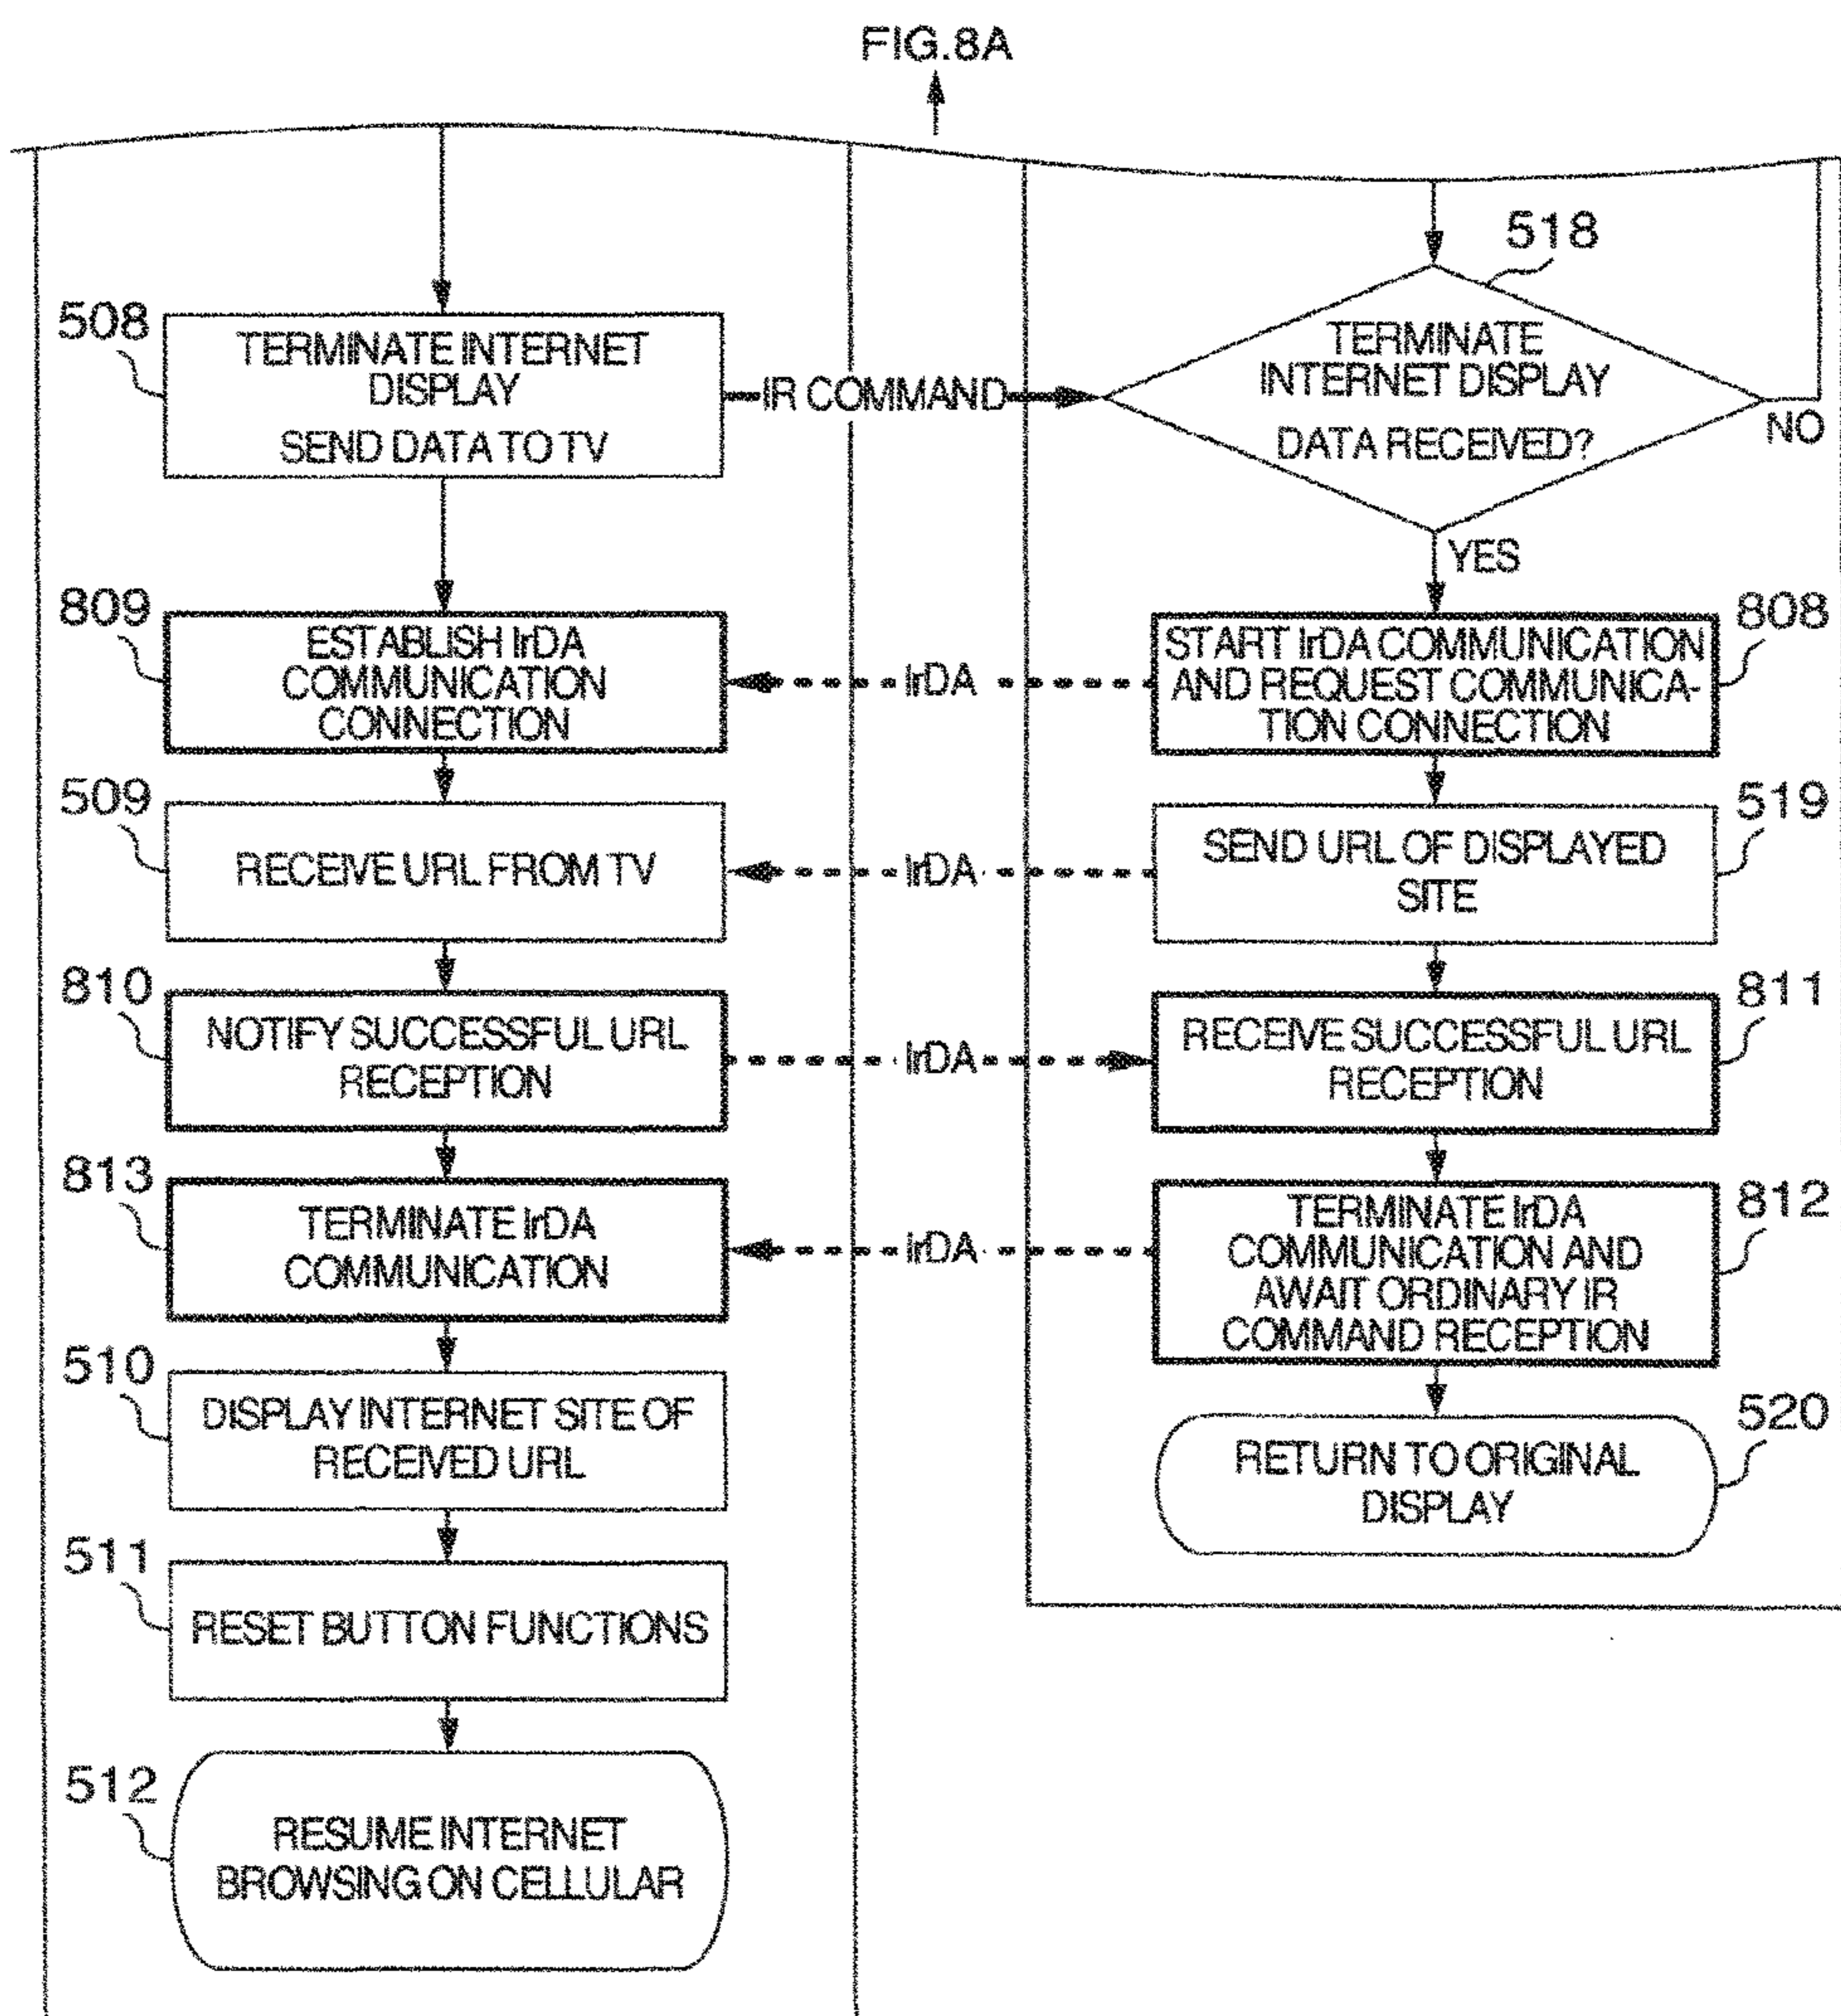 FIG.8A
508
TERMINATE INTERNET
DISPLAY
SEND DATA TO TV
IR COMMAND
518
TERMINATE
INTERNET DISPLAY
DATA RECEIVED?
NO
YES
809
ESTABLISH IrDA
COMMUNICATION
CONNECTION
IrDA
START IrDA COMMUNICATION
AND REQUEST COMMUNICA-
TION CONNECTION
808
509
RECEIVE URL FROM TV
IrDA
SEND URL OF DISPLAYED
SITE
519
810
NOTIFY SUCCESSFUL URL
RECEPTION
IrDA
RECEIVE SUCCESSFUL URL
RECEPTION
811
813
TERMINATE IrDA
COMMUNICATION
IrDA
TERMINATE IrDA
COMMUNICATION AND
AWAIT ORDINARY IR
COMMAND RECEPTION
812
510
DISPLAY INTERNET SITE OF
RECEIVED URL
RETURN TO ORIGINAL
DISPLAY
520
511
RESET BUTTON FUNCTIONS
512
RESUME INTERNET
BROWSING ON CELLULAR